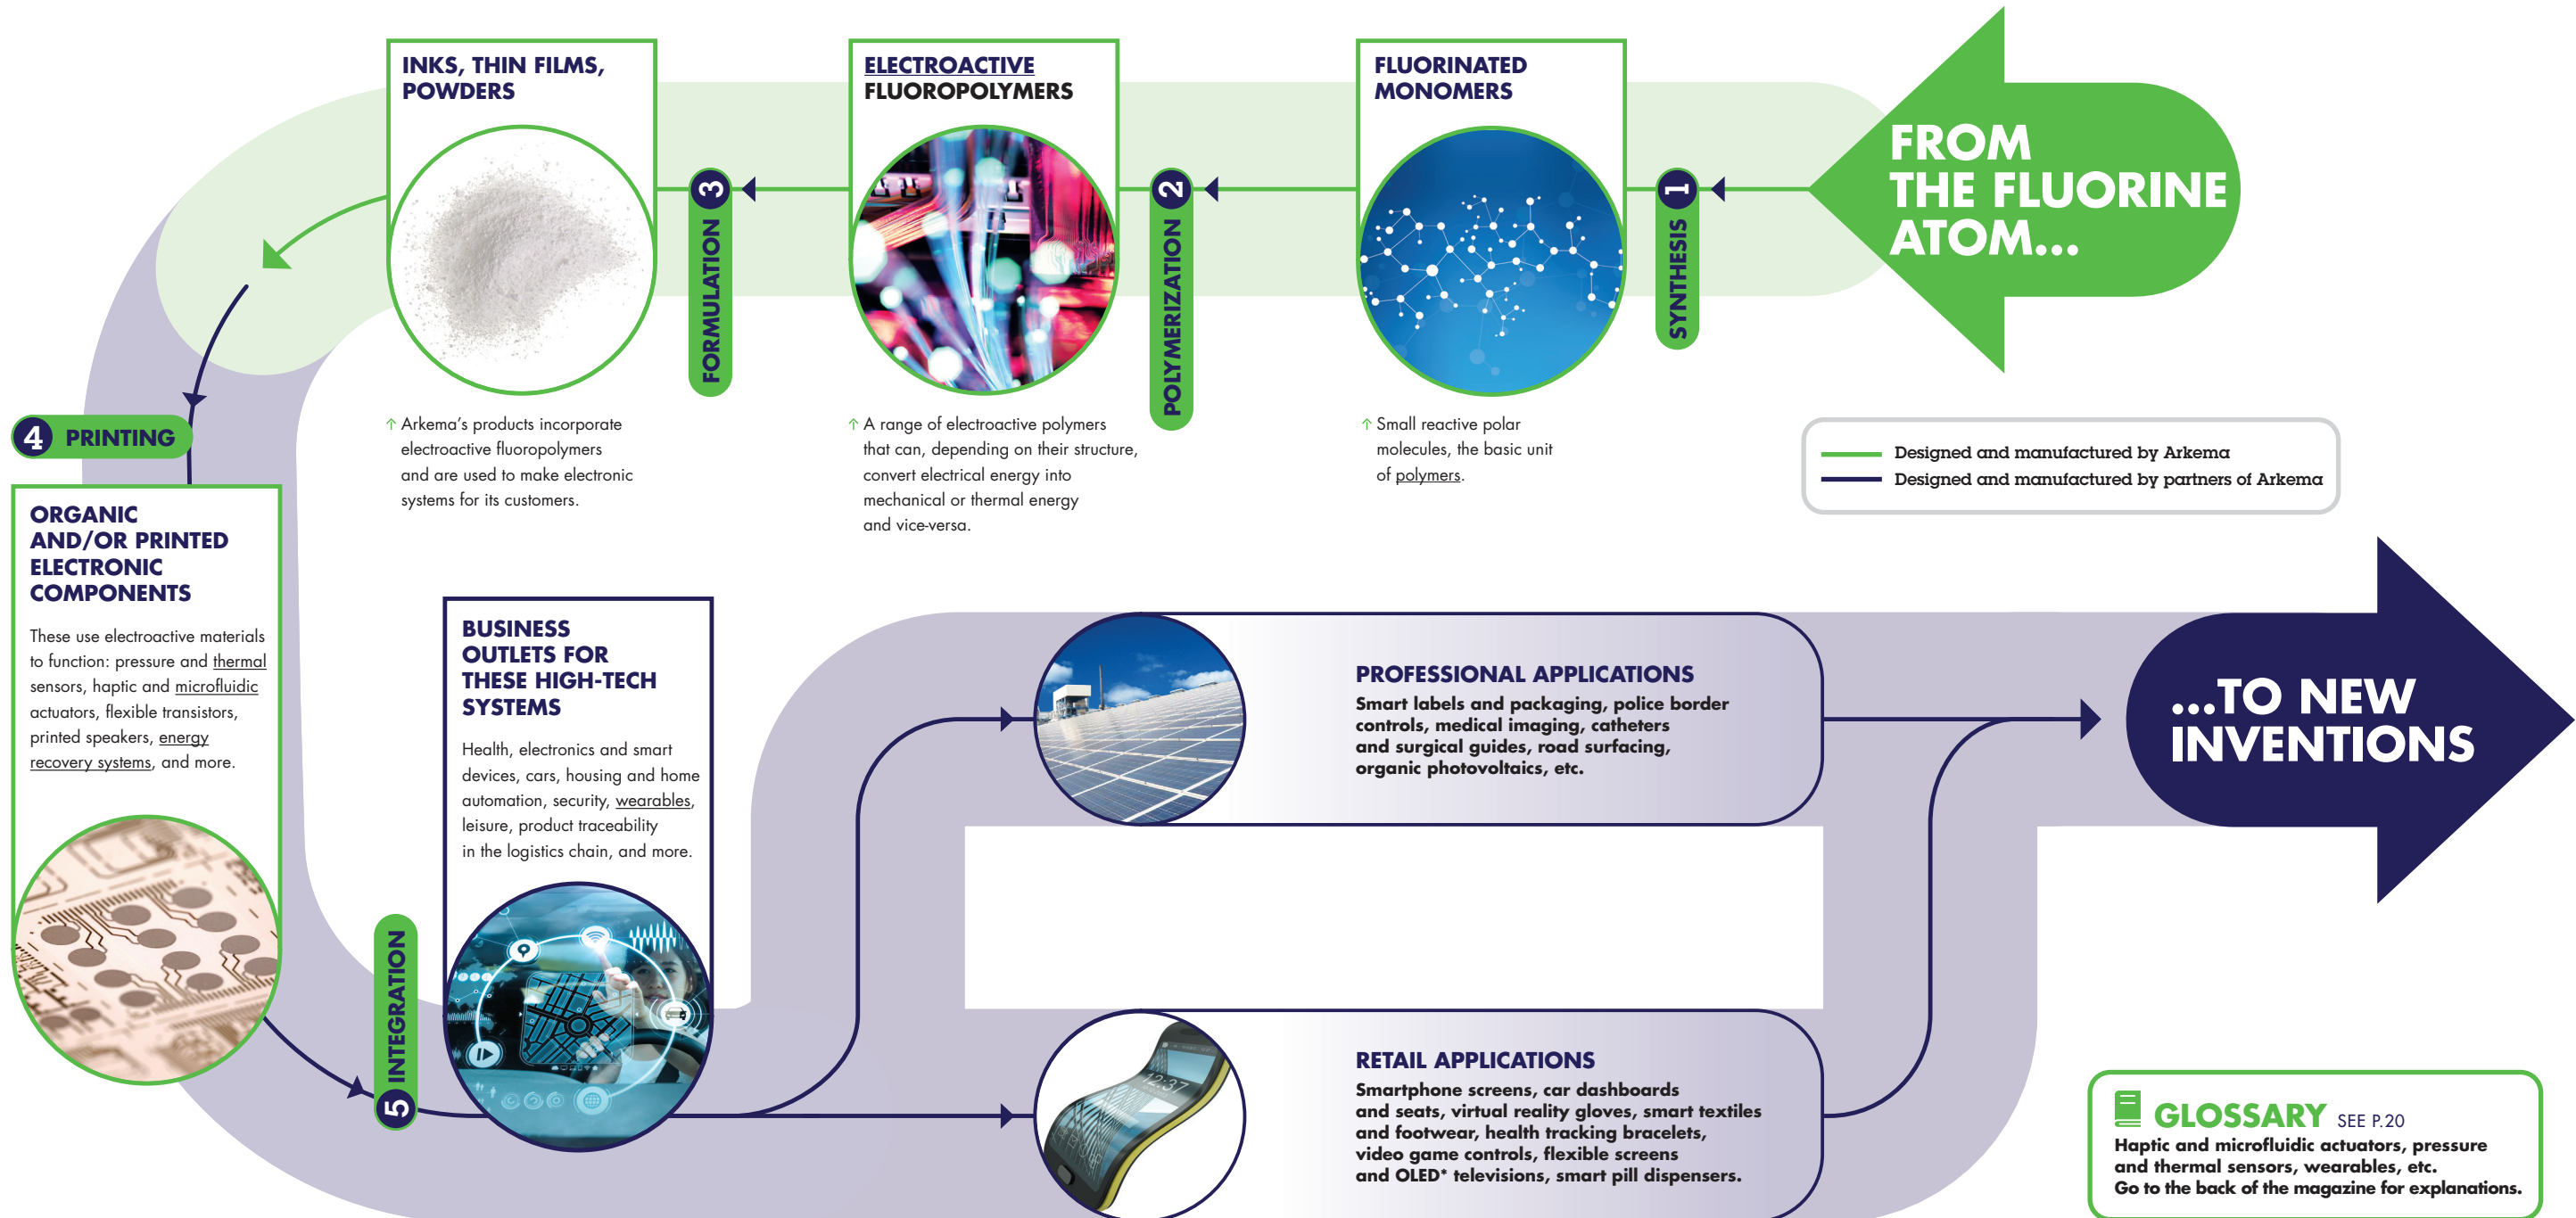 FROM
THE FLUORINE
ATOM...
1 SYNTHESIS
FLUORINATED
MONOMERS
↑ Small reactive polar
molecules, the basic unit
of polymers.
2 POLYMERIZATION
ELECTROACTIVE
FLUOROPOLYMERS
↑ A range of electroactive polymers
that can, depending on their structure,
convert electrical energy into
mechanical or thermal energy
and vice-versa.
3 FORMULATION
INKS, THIN FILMS,
POWDERS
↑ Arkema's products incorporate
electroactive fluoropolymers
and are used to make electronic
systems for its customers.
4 PRINTING
ORGANIC
AND/OR PRINTED
ELECTRONIC
COMPONENTS
These use electroactive materials
to function: pressure and thermal
sensors, haptic and microfluidic
actuators, flexible transistors,
printed speakers, energy
recovery systems, and more.
5 INTEGRATION
BUSINESS
OUTLETS FOR
THESE HIGH-TECH
SYSTEMS
Health, electronics and smart
devices, cars, housing and home
automation, security, wearables,
leisure, product traceability
in the logistics chain, and more.
PROFESSIONAL APPLICATIONS
Smart labels and packaging, police border
controls, medical imaging, catheters
and surgical guides, road surfacing,
organic photovoltaics, etc.
RETAIL APPLICATIONS
Smartphone screens, car dashboards
and seats, virtual reality gloves, smart textiles
and footwear, health tracking bracelets,
video game controls, flexible screens
and OLED* televisions, smart pill dispensers.
12:37
...TO NEW
INVENTIONS
Designed and manufactured by Arkema
Designed and manufactured by partners of Arkema
GLOSSARY SEE P.20
Haptic and microfluidic actuators, pressure
and thermal sensors, wearables, etc.
Go to the back of the magazine for explanations.